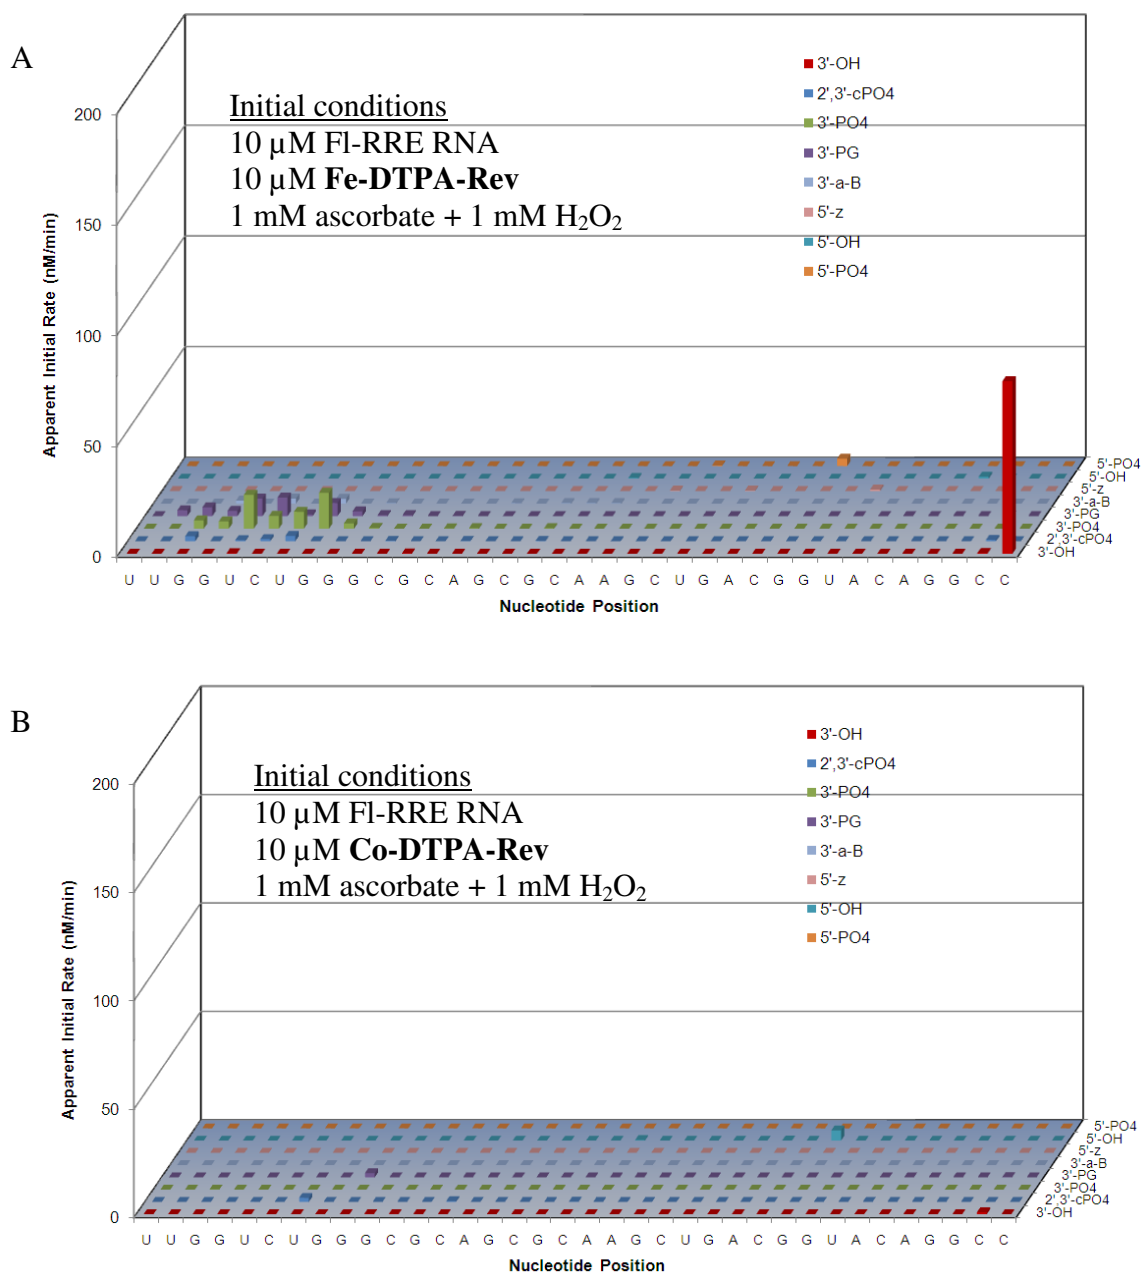 A
Initial conditions
10 µM Fl-RRE RNA
10 µM Fe-DTPA-Rev
1 mM ascorbate + 1 mM H₂O₂
3'-OH
2',3'-cPO4
3'-PO4
3'-PG
3'-a-B
5'-z
5'-OH
5'-PO4
Apparent Initial Rate (nM/min)
200
150
100
50
0
5'-PO4
5'-OH
5'-z
3'-a-B
3'-PG
3'-PO4
2',3'-cPO4
3'-OH
U U G G U C U G G G C G C A G C G C A A G C U G A C G G U A C A G G C C
Nucleotide Position
B
Initial conditions
10 µM Fl-RRE RNA
10 µM Co-DTPA-Rev
1 mM ascorbate + 1 mM H₂O₂
3'-OH
2',3'-cPO4
3'-PO4
3'-PG
3'-a-B
5'-z
5'-OH
5'-PO4
Apparent Initial Rate (nM/min)
200
150
100
50
0
5'-PO4
5'-OH
5'-z
3'-a-B
3'-PG
3'-PO4
2',3'-cPO4
3'-OH
U U G G U C U G G G C G C A G C G C A A G C U G A C G G U A C A G G C C
Nucleotide Position